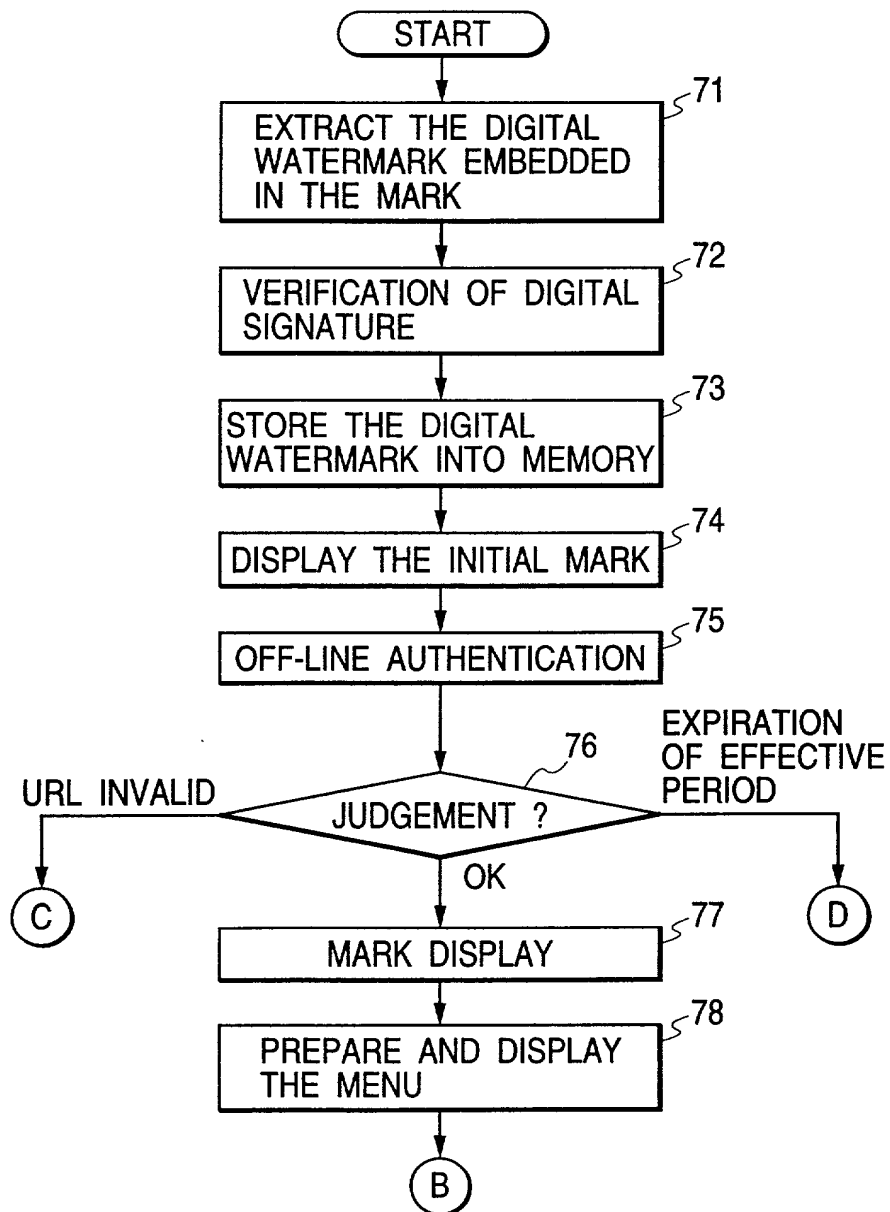 START
71
EXTRACT THE DIGITAL
WATERMARK EMBEDDED
IN THE MARK
72
VERIFICATION OF DIGITAL
SIGNATURE
73
STORE THE DIGITAL
WATERMARK INTO MEMORY
74
DISPLAY THE INITIAL MARK
75
OFF-LINE AUTHENTICATION
76
EXPIRATION
OF EFFECTIVE
PERIOD
URL INVALID
JUDGEMENT ?
OK
C
D
77
MARK DISPLAY
78
PREPARE AND DISPLAY
THE MENU
B